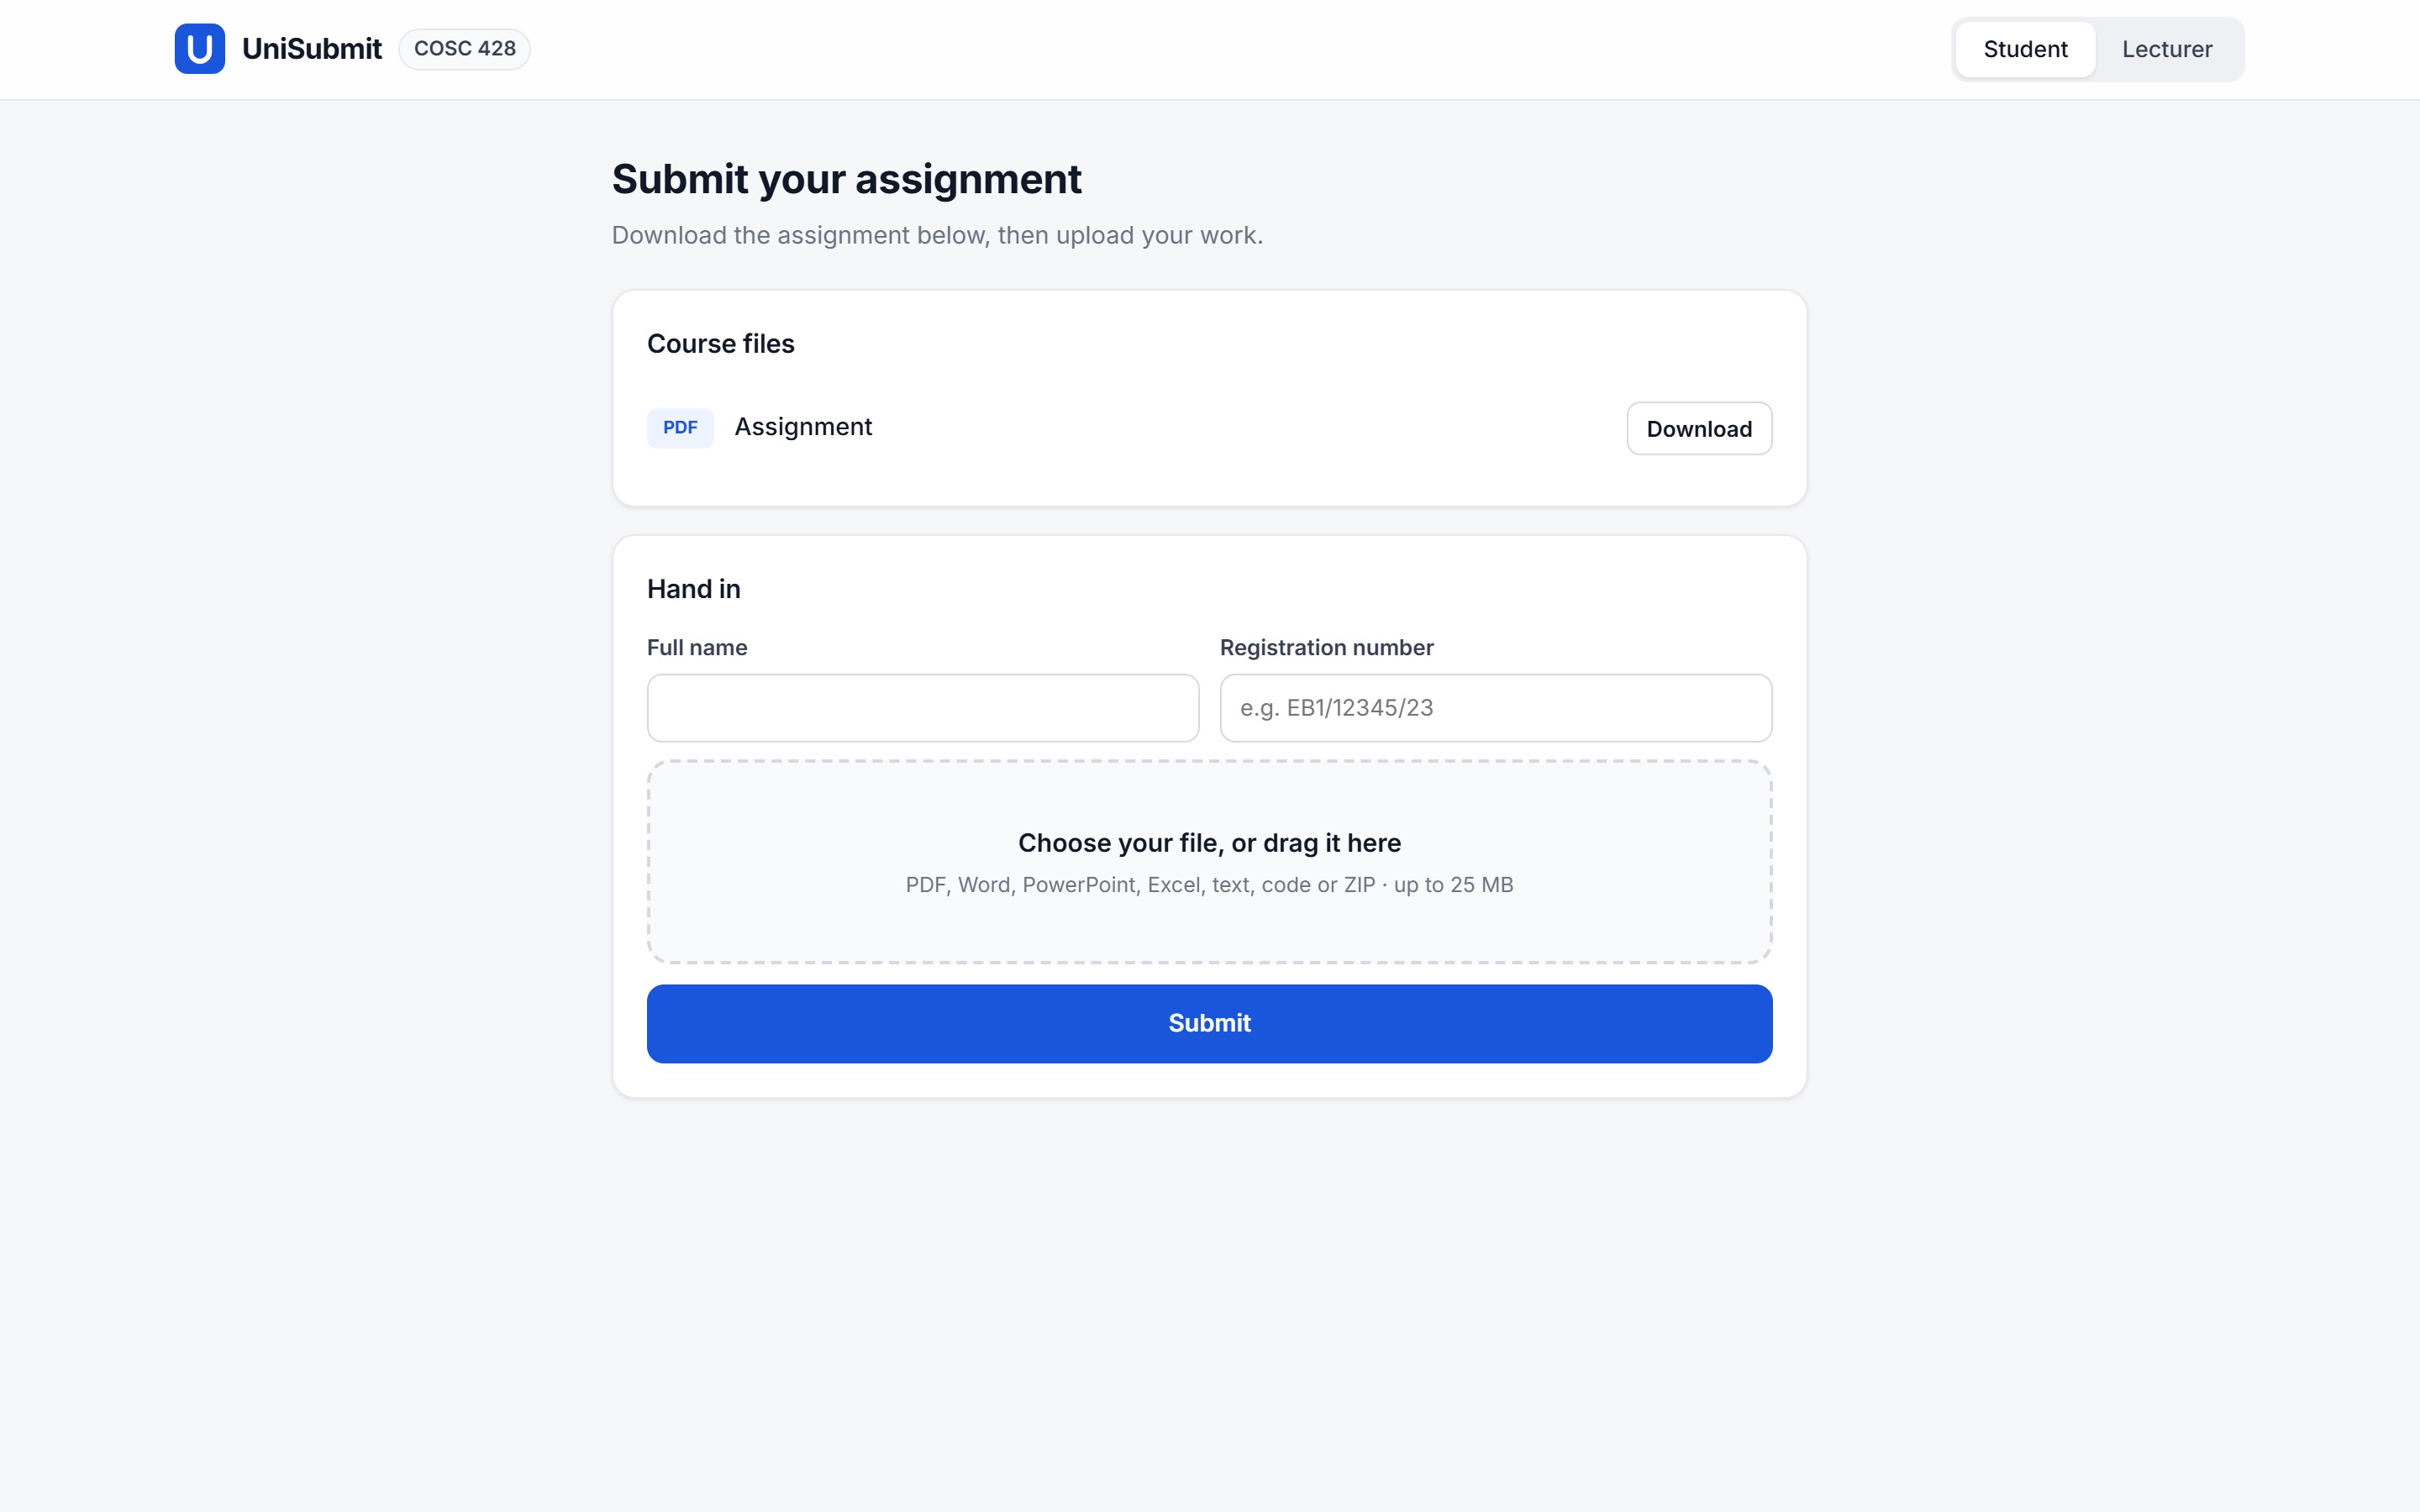 U UniSubmit COSC 428 Student Lecturer
Submit your assignment
Download the assignment below, then upload your work.
Course files
PDF Assignment Download
Hand in
Full name Registration number
e.g. EB1/12345/23
Choose your file, or drag it here
PDF, Word, PowerPoint, Excel, text, code or ZIP · up to 25 MB
Submit